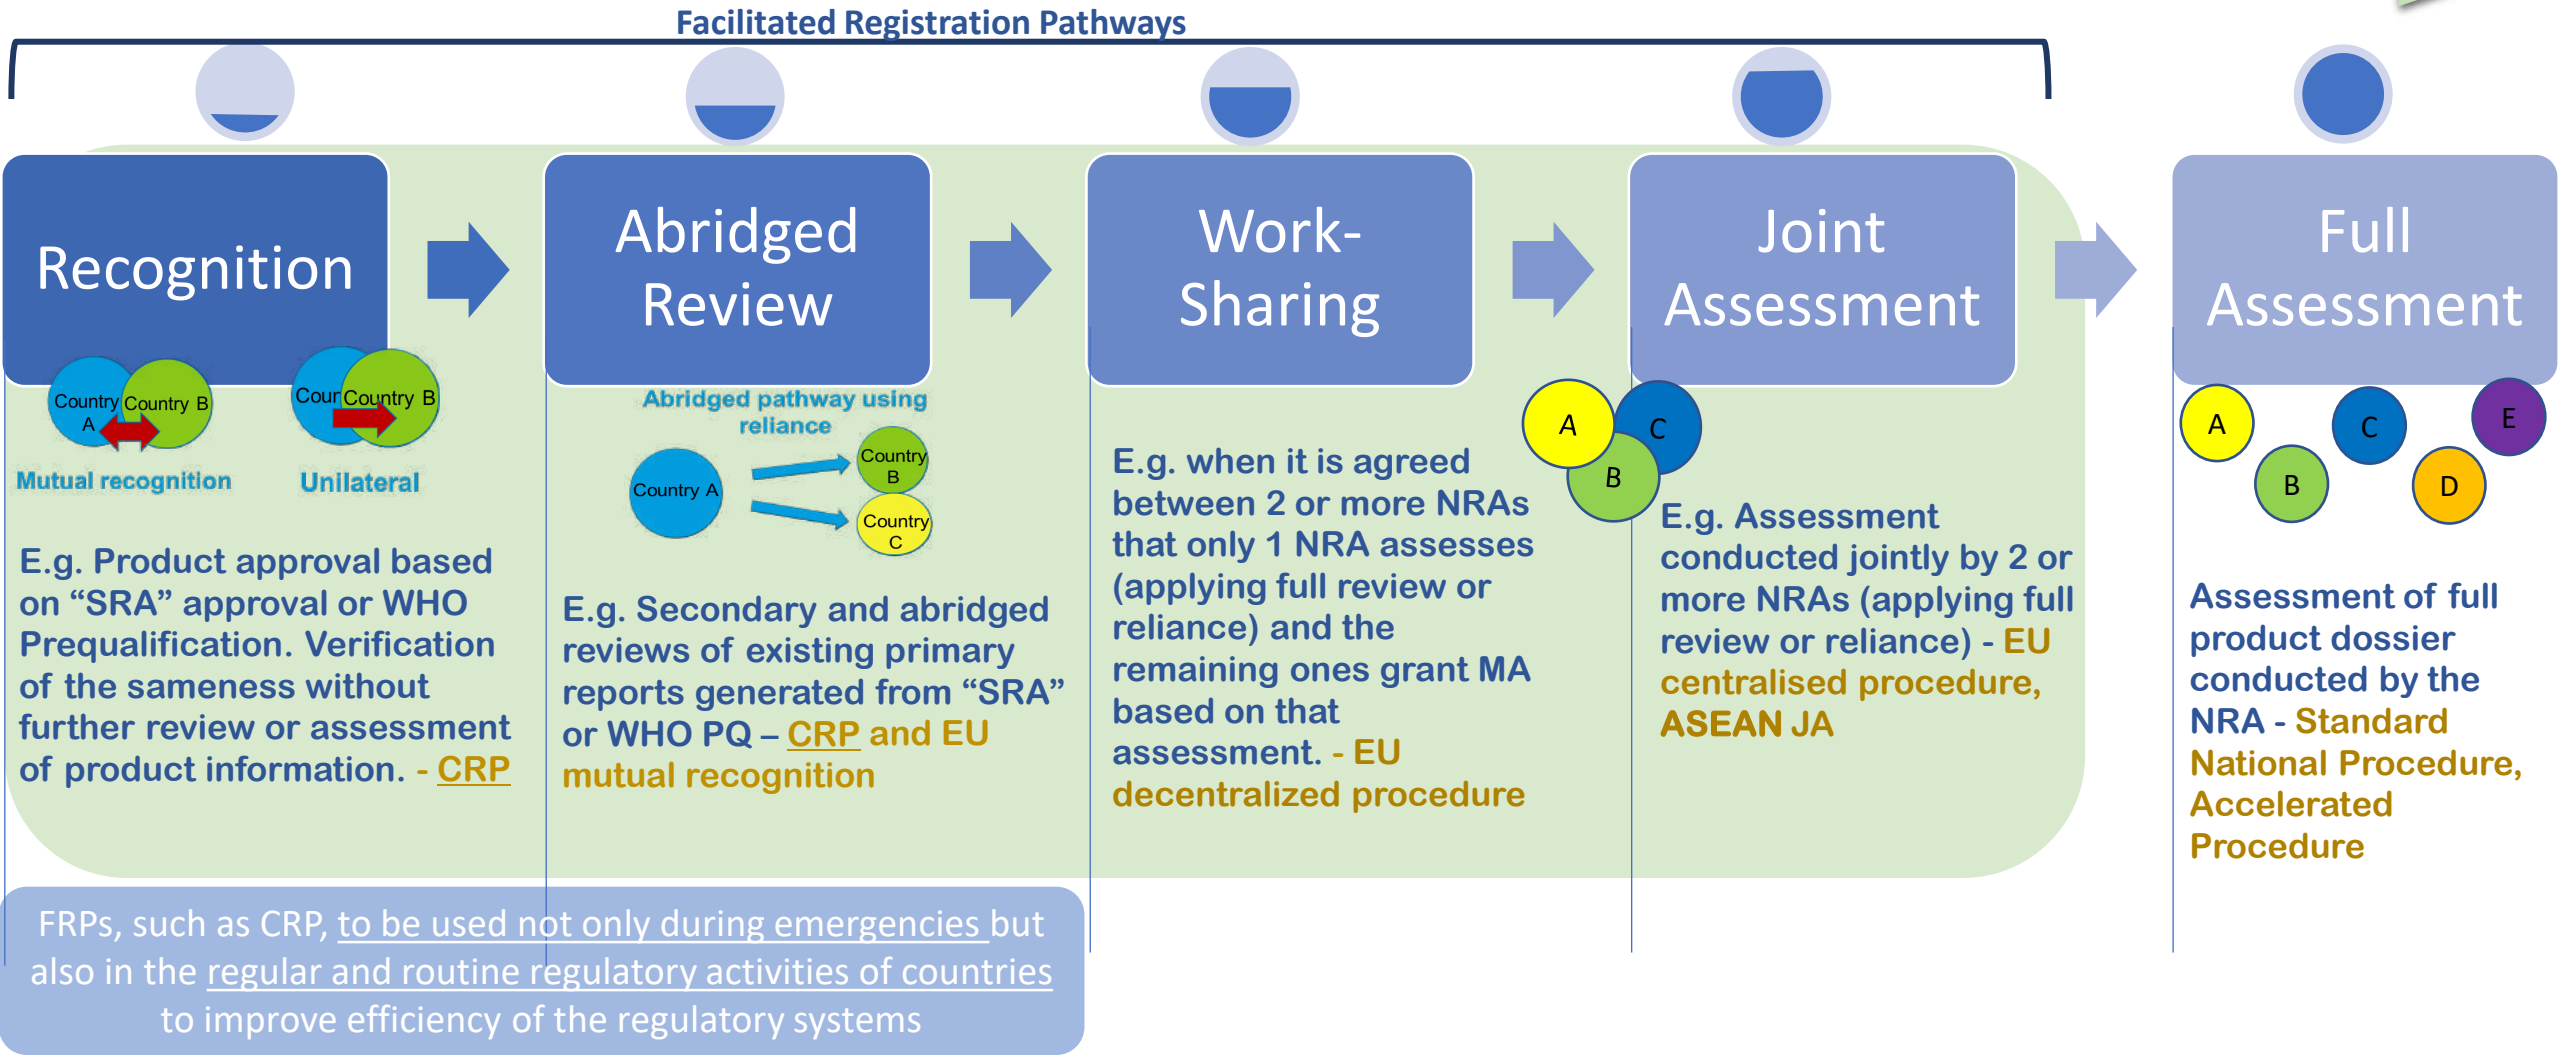 Facilitated Registration Pathways
Recognition
Country
A
Country B
Mutual recognition
Country B
Unilateral
E.g. Product approval based
on “SRA” approval or WHO
Prequalification. Verification
of the sameness without
further review or assessment
of product information. - CRP
Abridged
Review
Abridged pathway using
reliance
Country A
Country
B
Country
C
E.g. Secondary and abridged
reviews of existing primary
reports generated from “SRA”
or WHO PQ – CRP and EU
mutual recognition
Work-
Sharing
E.g. when it is agreed
between 2 or more NRAs
that only 1 NRA assesses
(applying full review or
reliance) and the
remaining ones grant MA
based on that
assessment. - EU
decentralized procedure
Joint
Assessment
A
C
B
E.g. Assessment
conducted jointly by 2 or
more NRAs (applying full
review or reliance) - EU
centralised procedure,
ASEAN JA
Full
Assessment
A
B
C
D
E
Assessment of full
product dossier
conducted by the
NRA - Standard
National Procedure,
Accelerated
Procedure
FRPs, such as CRP, to be used not only during emergencies but
also in the regular and routine regulatory activities of countries
to improve efficiency of the regulatory systems